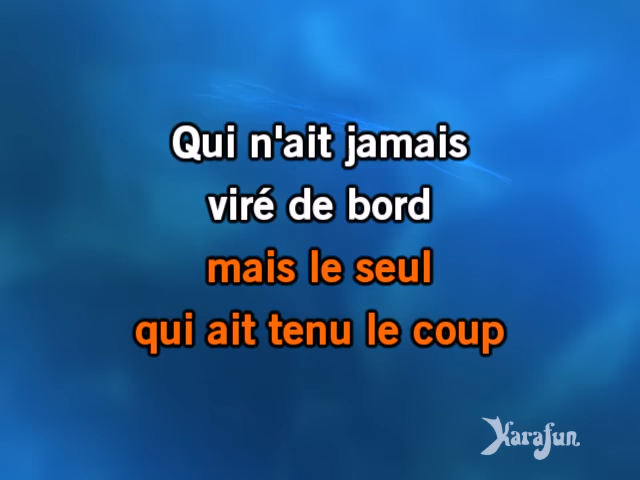 Qui n'ait jamais
viré de bord
mais le seul
qui ait tenu le coup
Karafun